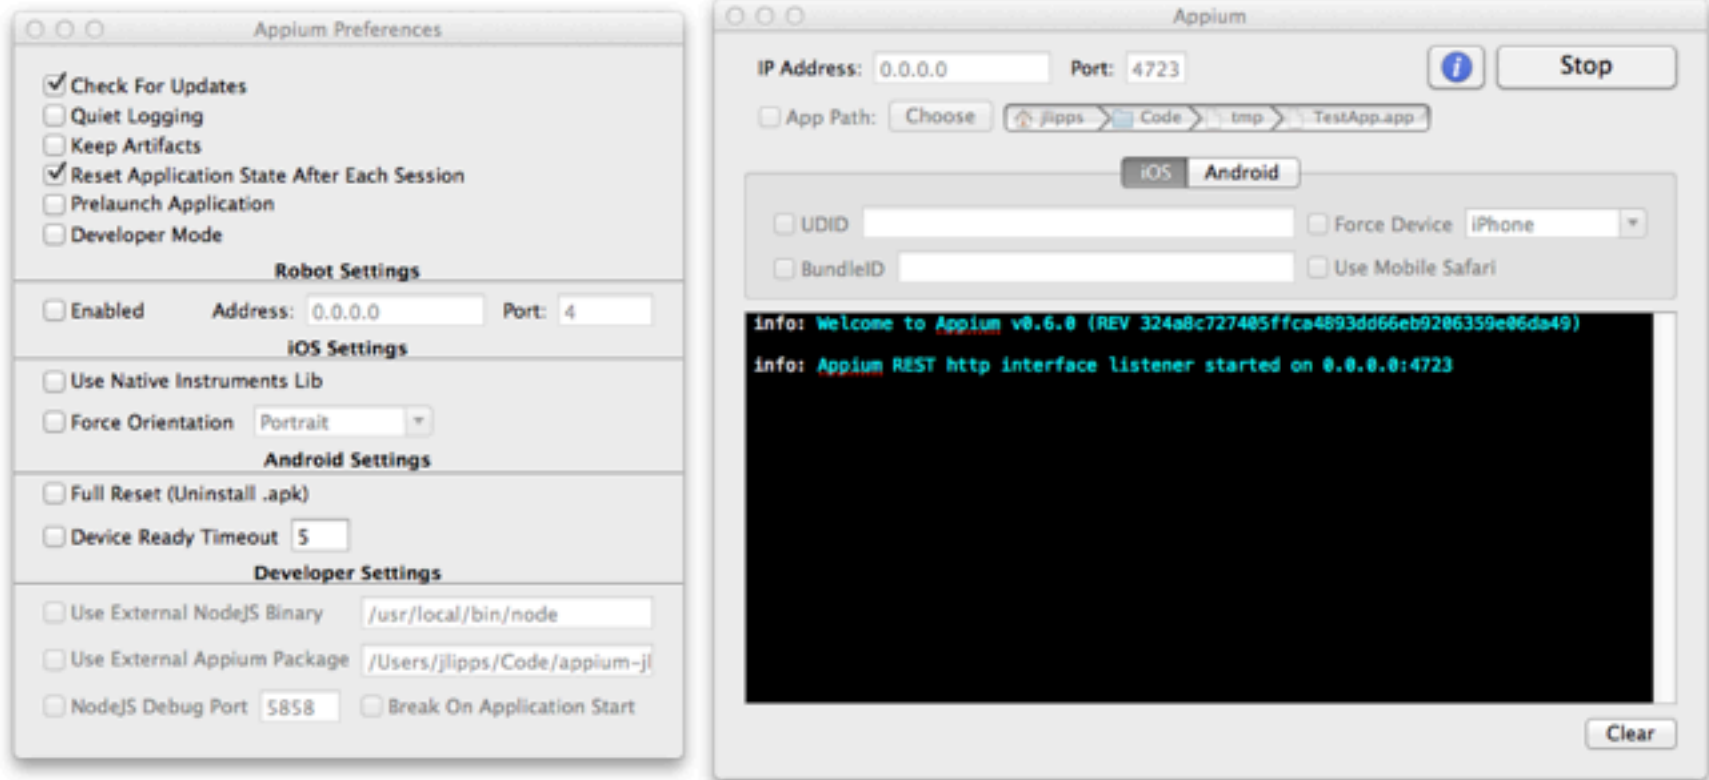 Appium Preferences
Check For Updates
Quiet Logging
Keep Artifacts
Reset Application State After Each Session
Prelaunch Application
Developer Mode
Robot Settings
Enabled Address: 0.0.0.0 Port: 4
iOS Settings
Use Native Instruments Lib
Force Orientation Portrait
Android Settings
Full Reset (Uninstall .apk)
Device Ready Timeout 5
Developer Settings
Use External NodeJS Binary /usr/local/bin/node
Use External Appium Package /Users/jlipps/Code/appium-jl
NodeJS Debug Port 5858 Break On Application Start
Appium
IP Address: 0.0.0.0 Port: 4723 i Stop
App Path: Choose jlipps Code tmp TestApp.app
iOS Android
UDID Force Device iPhone
BundleID Use Mobile Safari
info: Welcome to Appium v0.6.0 (REV 324a8c727405ffca4893dd66eb9206359e06da49)
info: Appium REST http interface listener started on 0.0.0.0:4723
Clear